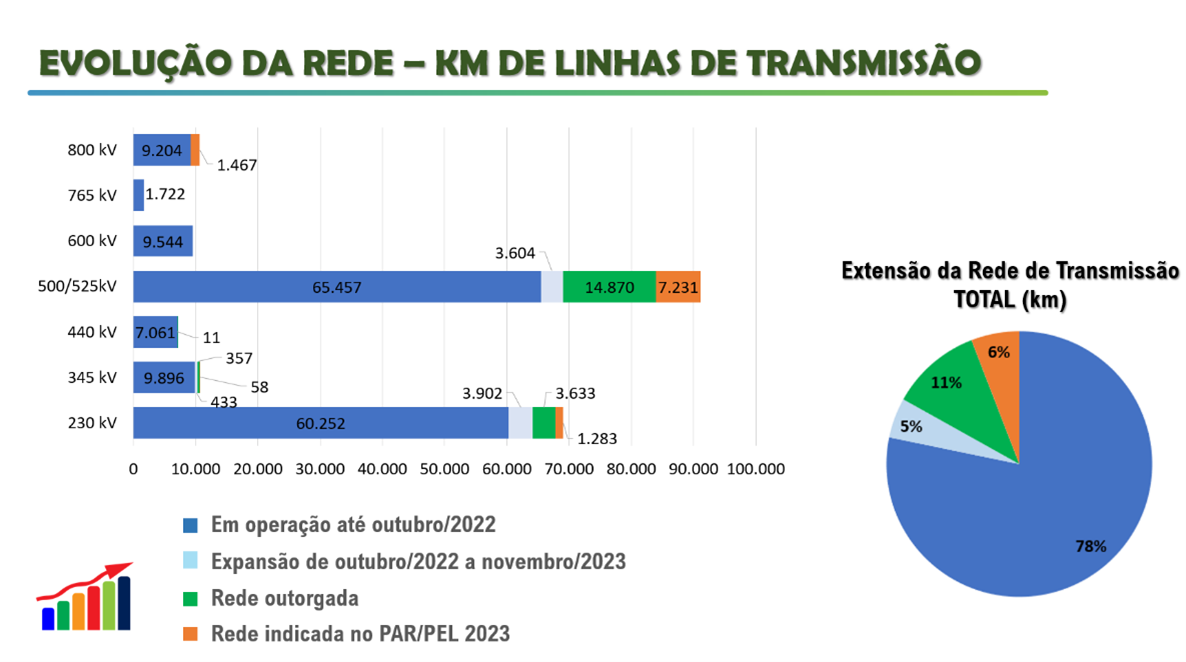 EVOLUÇÃO DA REDE – KM DE LINHAS DE TRANSMISSÃO
800 kV 9.204 1.467
765 kV 1.722
600 kV 9.544
3.604
500/525kV 65.457 14.870 7.231
440 kV 7.061 11
357
345 kV 9.896 58
433 3.902 3.633
230 kV 60.252 1.283
0 10.000 20.000 30.000 40.000 50.000 60.000 70.000 80.000 90.000 100.000
Em operação até outubro/2022
Expansão de outubro/2022 a novembro/2023
Rede outorgada
Rede indicada no PAR/PEL 2023
Extensão da Rede de Transmissão
TOTAL (km)
6%
11%
5%
78%